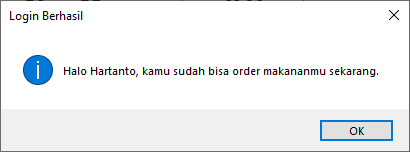 Login Berhasil
Halo Hartanto, kamu sudah bisa order makananmu sekarang.
OK